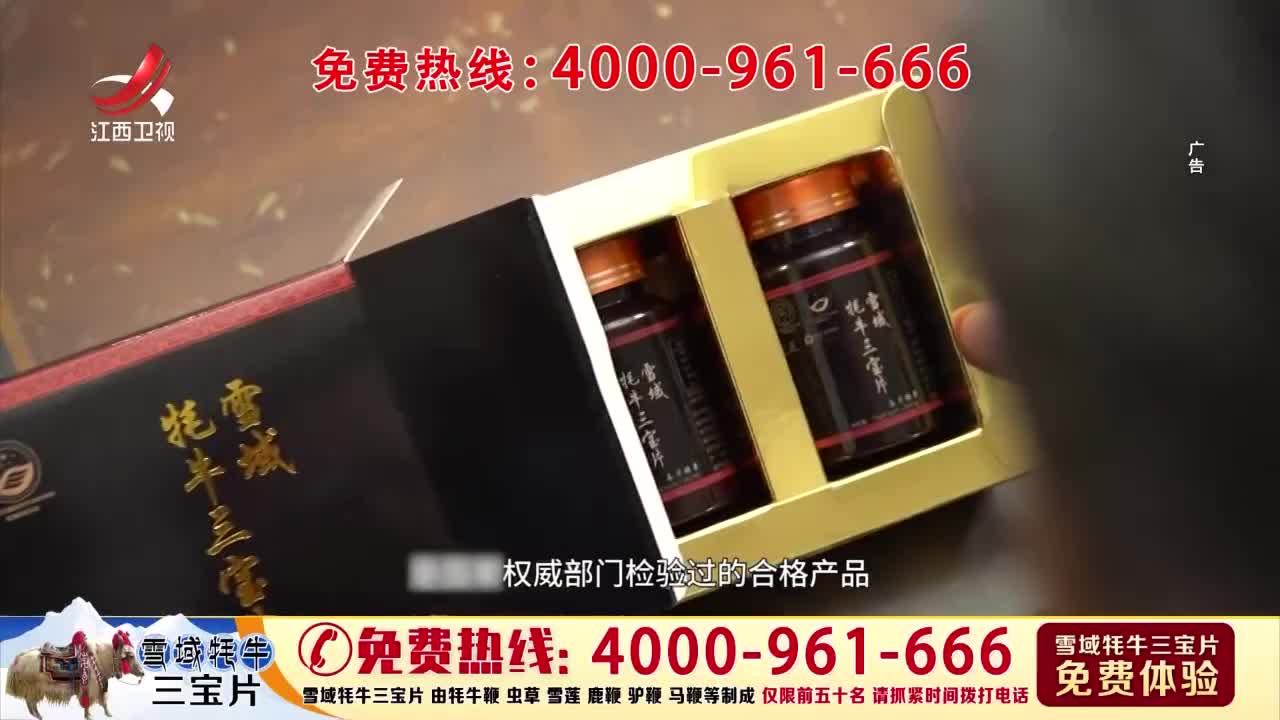 免费热线：4000-961-666
江西卫视
广告
雪域
牦牛三宝片
雪域
牦牛三宝片
雪域
牦牛三宝
权威部门检验过的合格产品
雪域牦牛
三宝片
免费热线：4000-961-666
雪域牦牛三宝片 由牦牛鞭 虫草 雪莲 鹿鞭 驴鞭 马鞭等制成 仅限前五十名 请抓紧时间拨打电话
雪域牦牛三宝片
免费体验